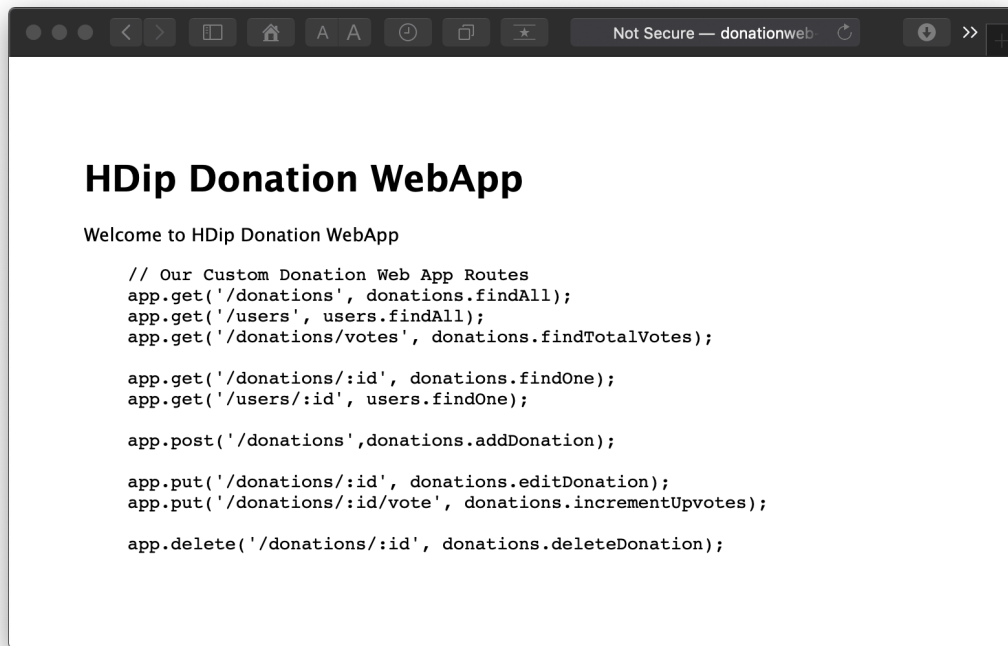 A A
Not Secure — donationweb-
HDip Donation WebApp
Welcome to HDip Donation WebApp
// Our Custom Donation Web App Routes
app.get('/donations', donations.findAll);
app.get('/users', users.findAll);
app.get('/donations/votes', donations.findTotalVotes);
app.get('/donations/:id', donations.findOne);
app.get('/users/:id', users.findOne);
app.post('/donations',donations.addDonation);
app.put('/donations/:id', donations.editDonation);
app.put('/donations/:id/vote', donations.incrementUpvotes);
app.delete('/donations/:id', donations.deleteDonation);